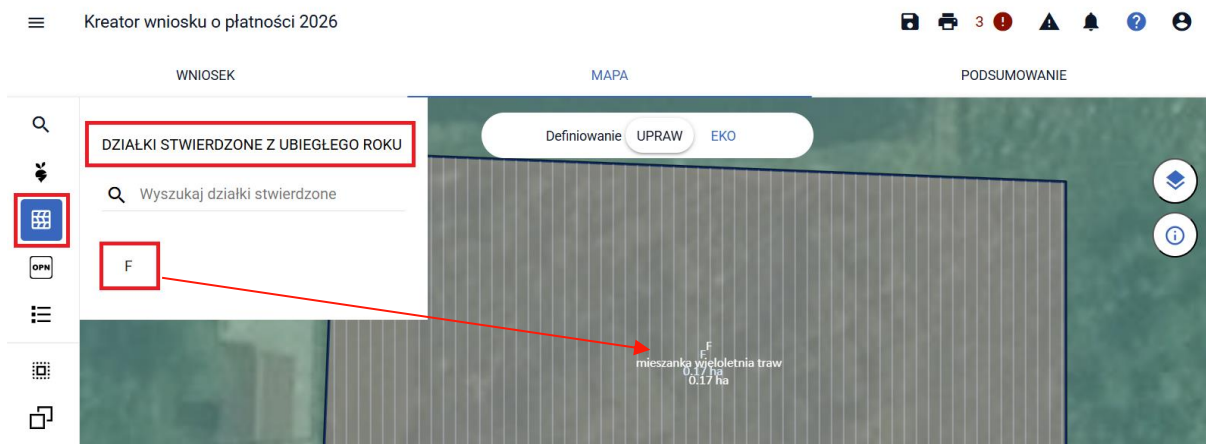 Kreator wniosku o płatności 2026
3
WNIOSEK
MAPA
PODSUMOWANIE
DZIAŁKI STWIERDZONE Z UBIEGŁEGO ROKU
Definiowanie UPRAW EKO
Wyszukaj działki stwierdzone
OPN
F
F
F
mieszanka wieloletnia traw
0.17 ha
0.17 ha